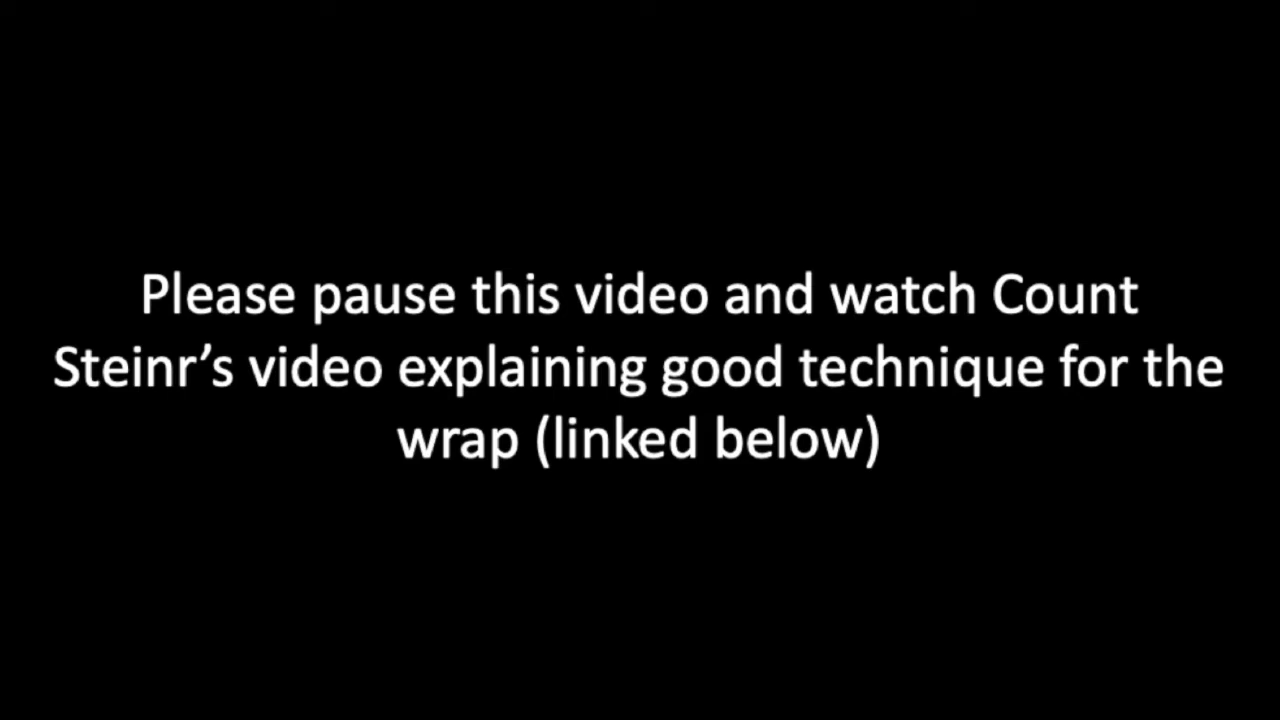 Please pause this video and watch Count
Steinr’s video explaining good technique for the
wrap (linked below)